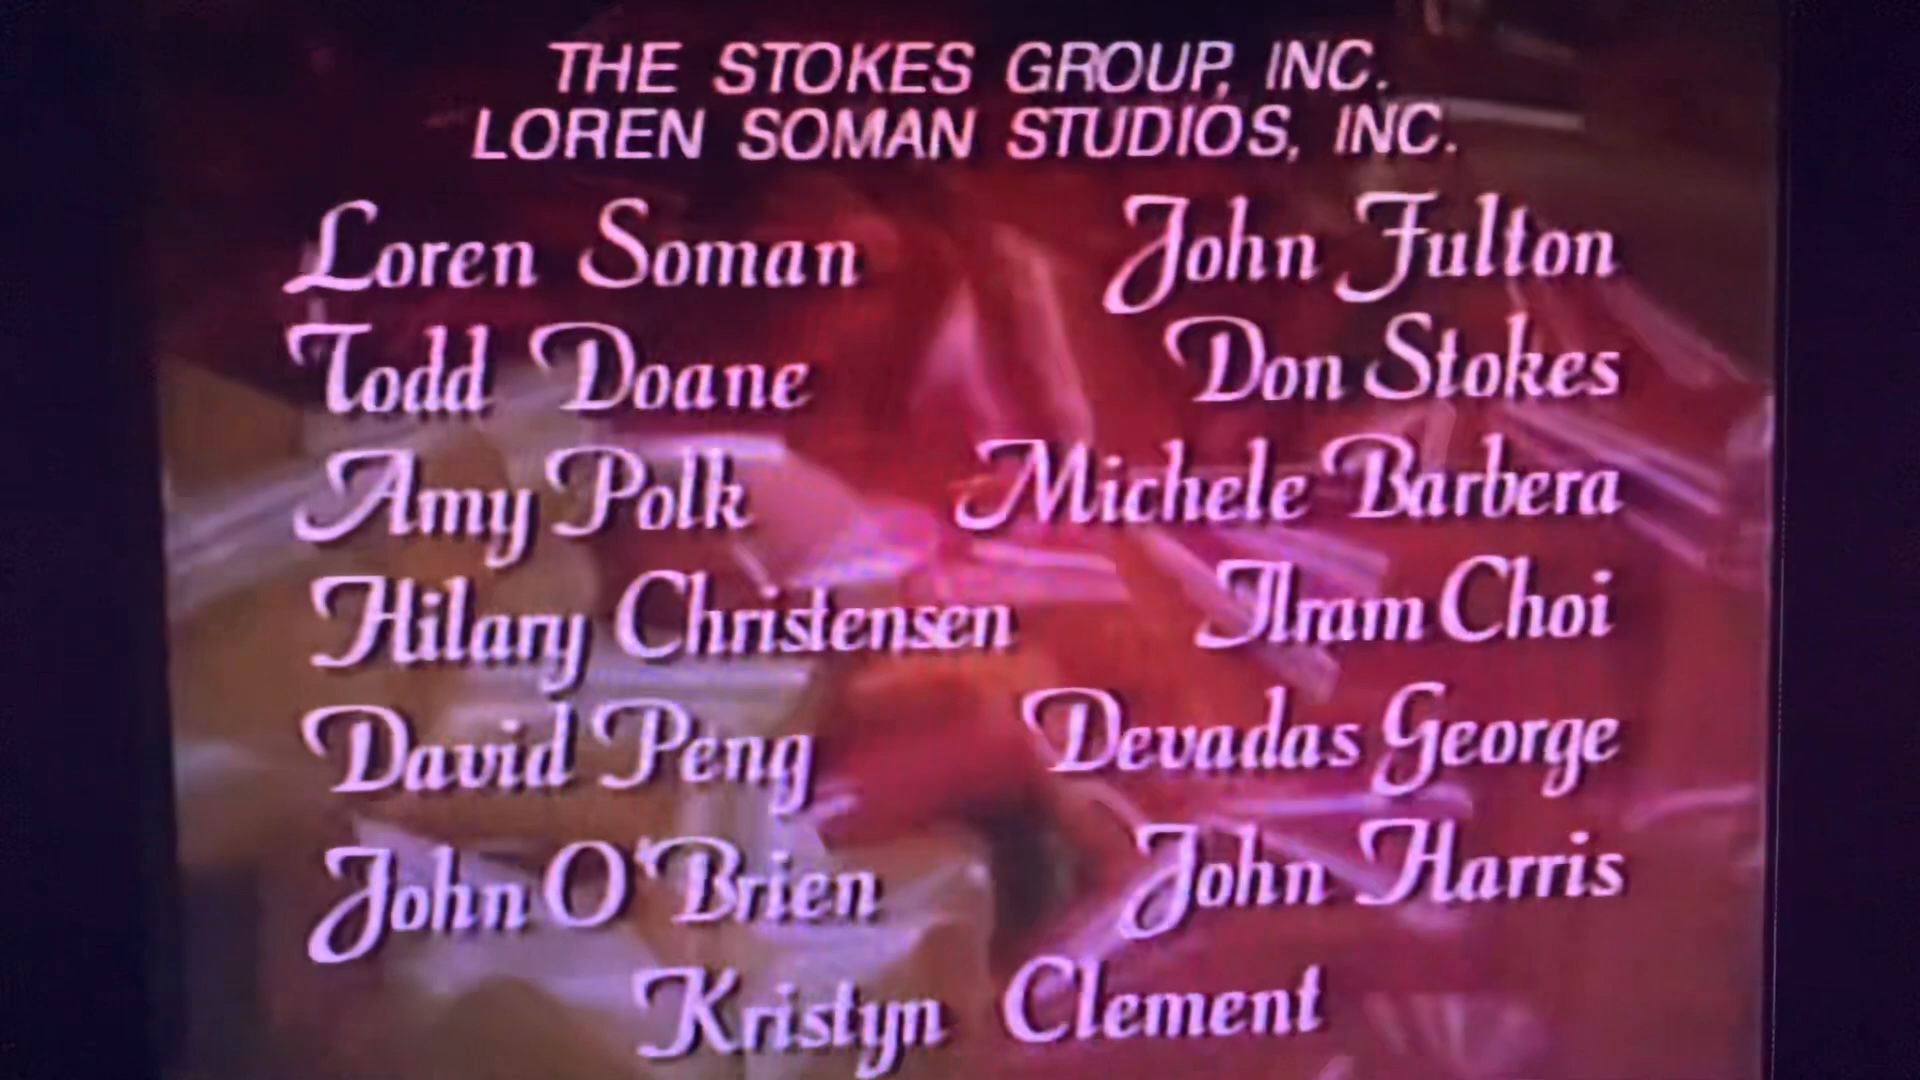 THE STOKES GROUP, INC.
LOREN SOMAN STUDIOS, INC.
Loren Soman John Fulton
Todd Doane Don Stokes
Amy Polk Michele Barbera
Hilary Christensen Ilram Choi
David Peng Devadas George
John O'Brien John Harris
Kristyn Clement